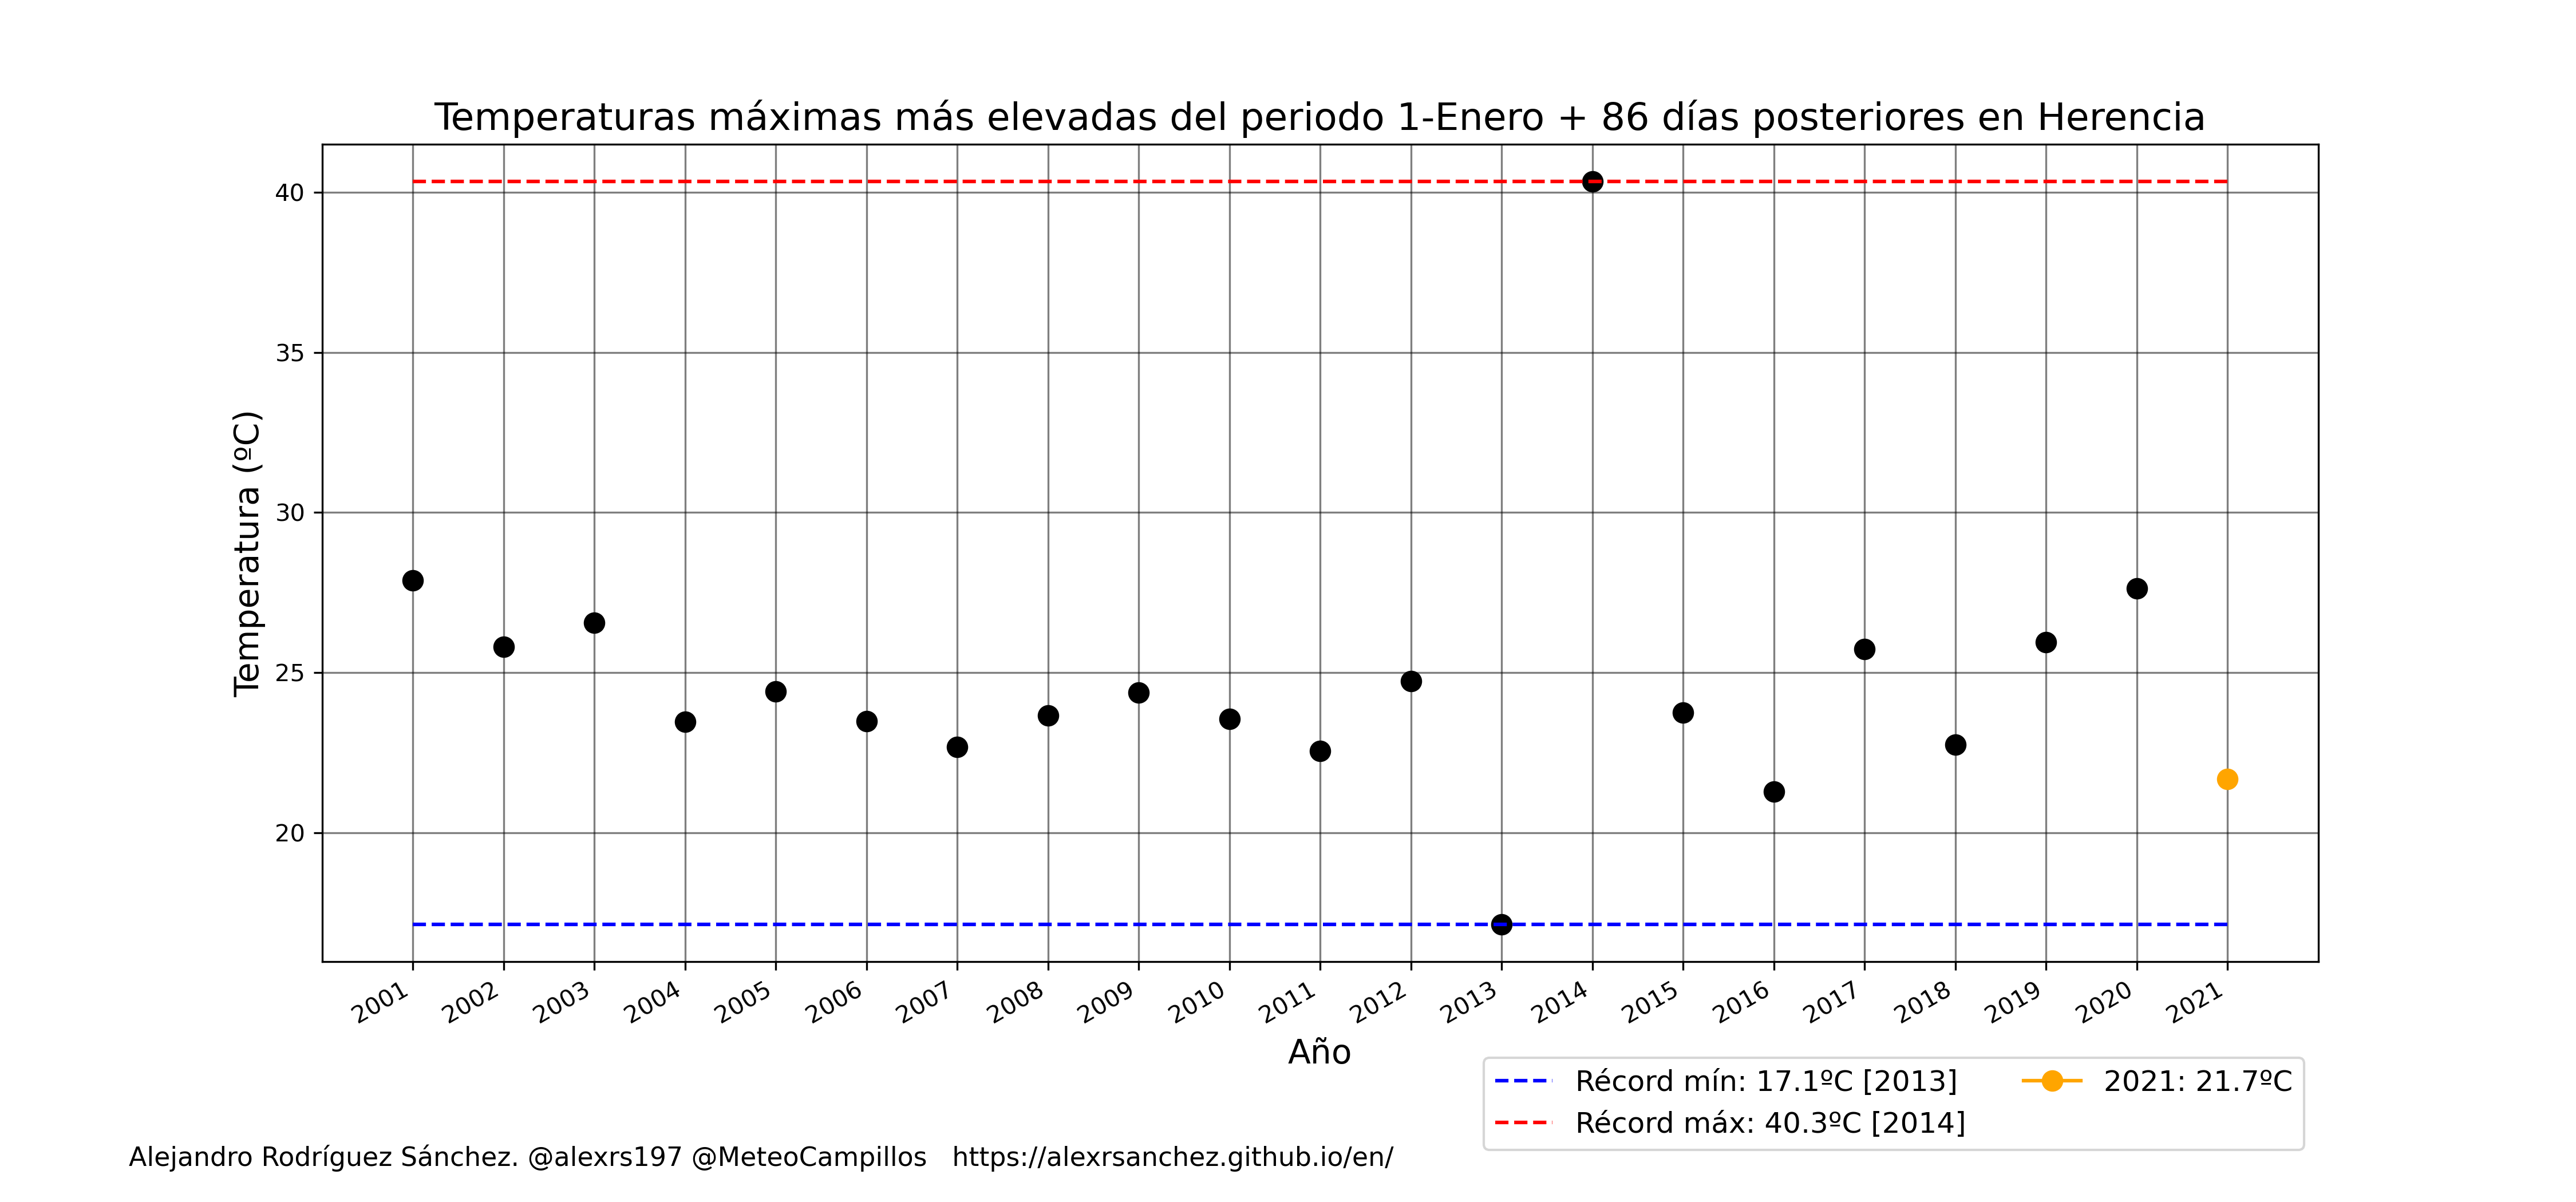 Temperaturas máximas más elevadas del periodo 1-Enero + 86 días posteriores en Herencia
Temperatura (ºC)
40
35
30
25
20
2001 2002 2003 2004 2005 2006 2007 2008 2009 2010 2011 2012 2013 2014 2015 2016 2017 2018 2019 2020 2021
Año
Récord mín: 17.1ºC [2013]
Récord máx: 40.3ºC [2014]
2021: 21.7ºC
Alejandro Rodríguez Sánchez. @alexrs197 @MeteoCampillos https://alexrsanchez.github.io/en/